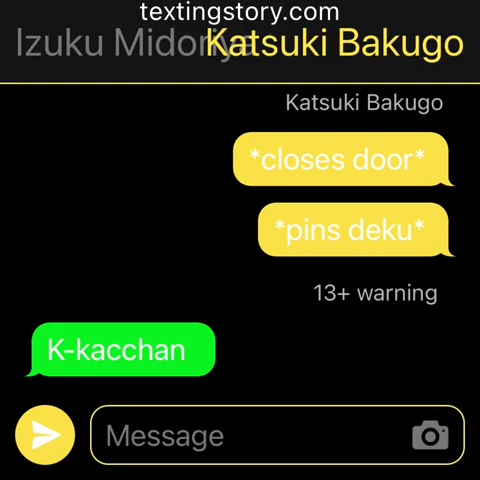 textingstory.com
Izuku Midoriya Katsuki Bakugo
Katsuki Bakugo
*closes door*
*pins deku*
13+ warning
K-kacchan
Message